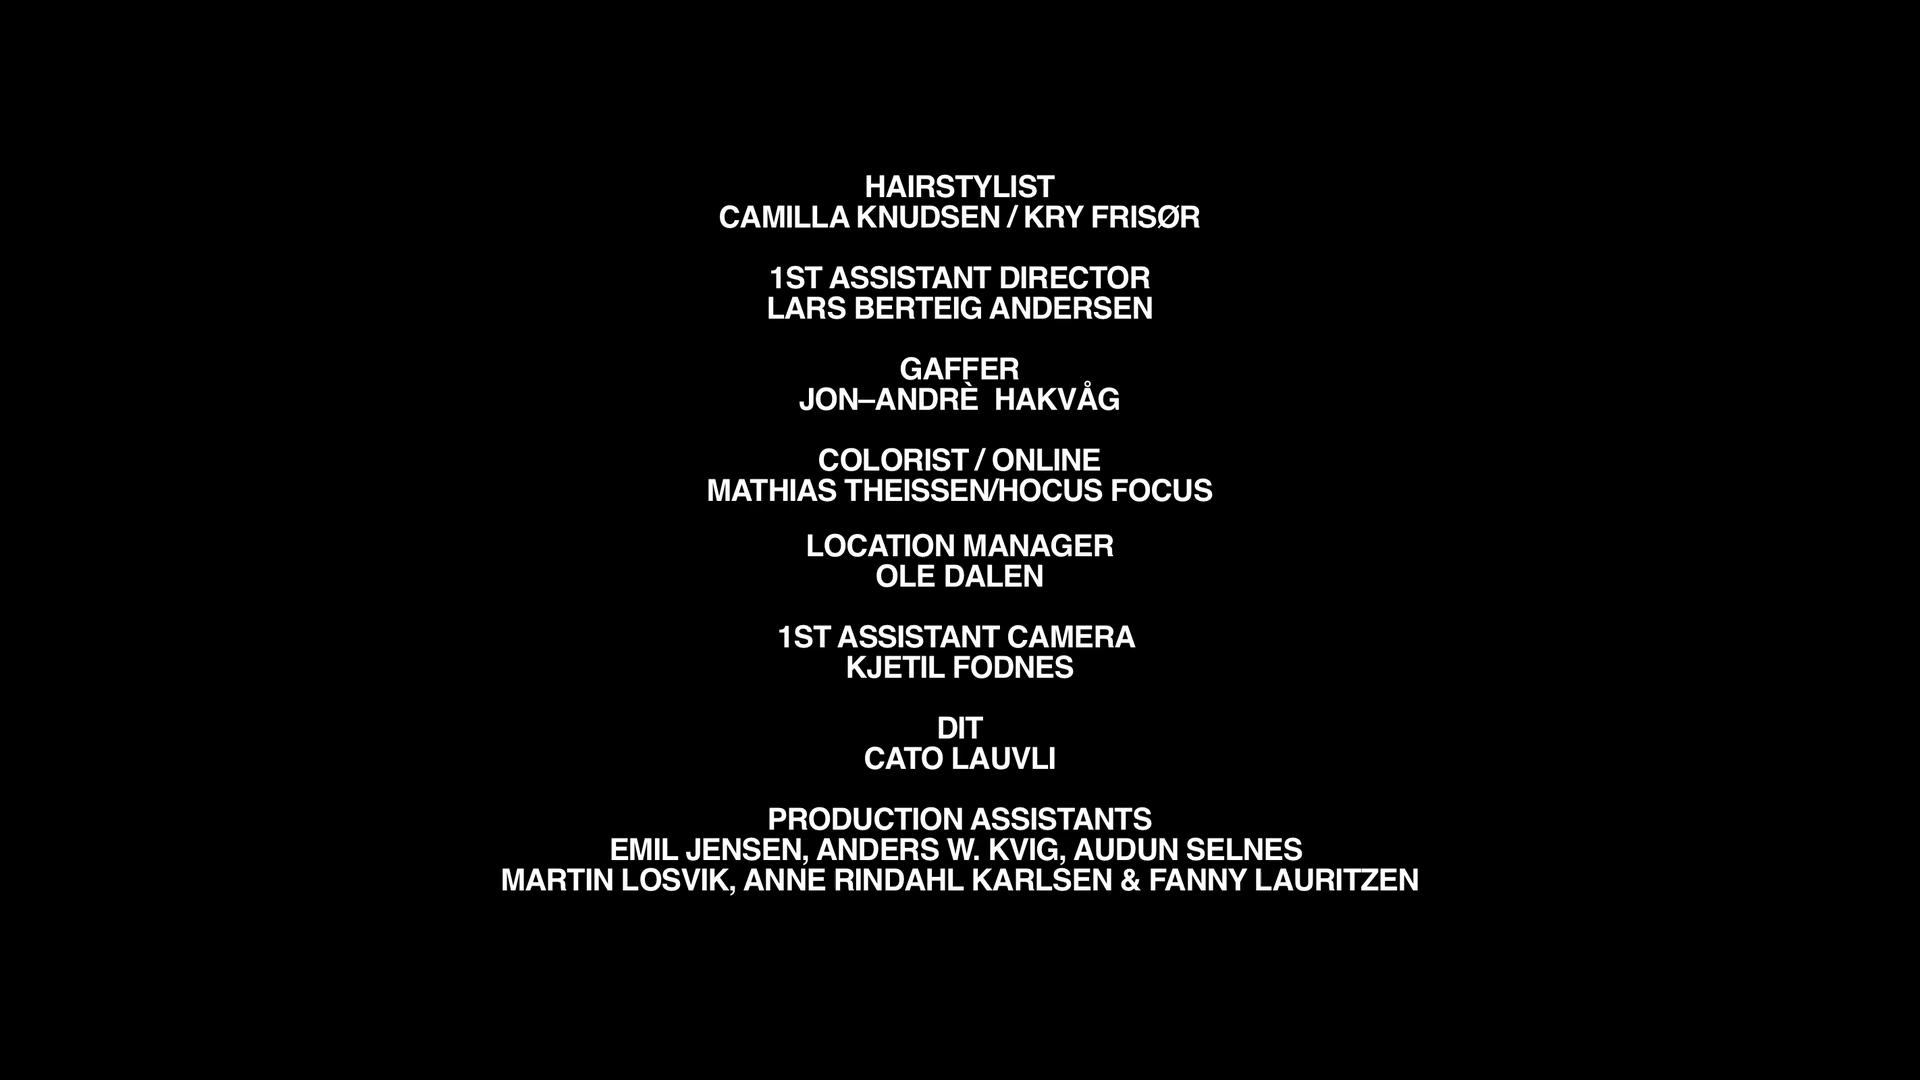 HAIRSTYLIST
CAMILLA KNUDSEN / KRY FRISØR
1ST ASSISTANT DIRECTOR
LARS BERTEIG ANDERSEN
GAFFER
JON–ANDRÈ  HAKVÅG
COLORIST / ONLINE
MATHIAS THEISSEN/HOCUS FOCUS
LOCATION MANAGER
OLE DALEN
1ST ASSISTANT CAMERA
KJETIL FODNES
DIT
CATO LAUVLI
PRODUCTION ASSISTANTS
EMIL JENSEN, ANDERS W. KVIG, AUDUN SELNES
MARTIN LOSVIK, ANNE RINDAHL KARLSEN & FANNY LAURITZEN